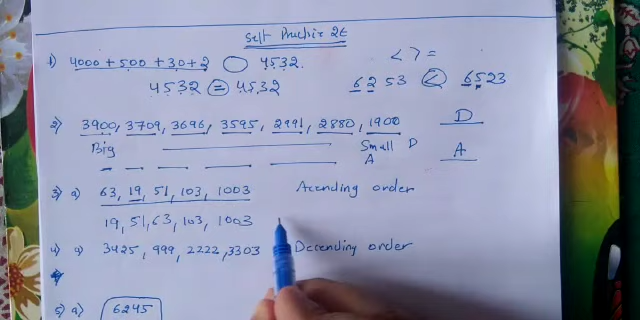 Self Practice 2E
1) 4000 + 500 + 30 + 2 ◯ 4532. < > =
4532 = 4532 6253 < 6523
2) 3900, 3709, 3696, 3595, 2991, 2880, 1900 D
Big Small D
A A
3) a) 63, 19, 51, 103, 1003 Acending order
19, 51, 63, 103, 1003
4) a) 3425, 999, 2222, 3303 Decending order
5) a) 6245